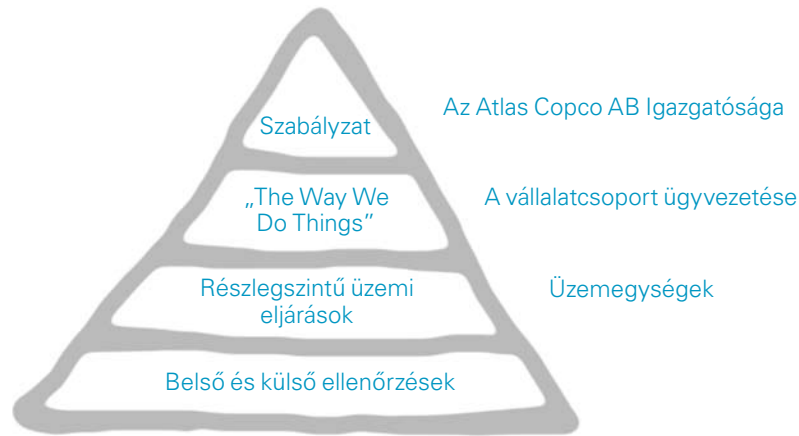 Szabályzat
Az Atlas Copco AB Igazgatósága
„The Way We
Do Things”
A vállalatcsoport ügyvezetése
Részlegszintű üzemi
eljárások
Üzemegységek
Belső és külső ellenőrzések